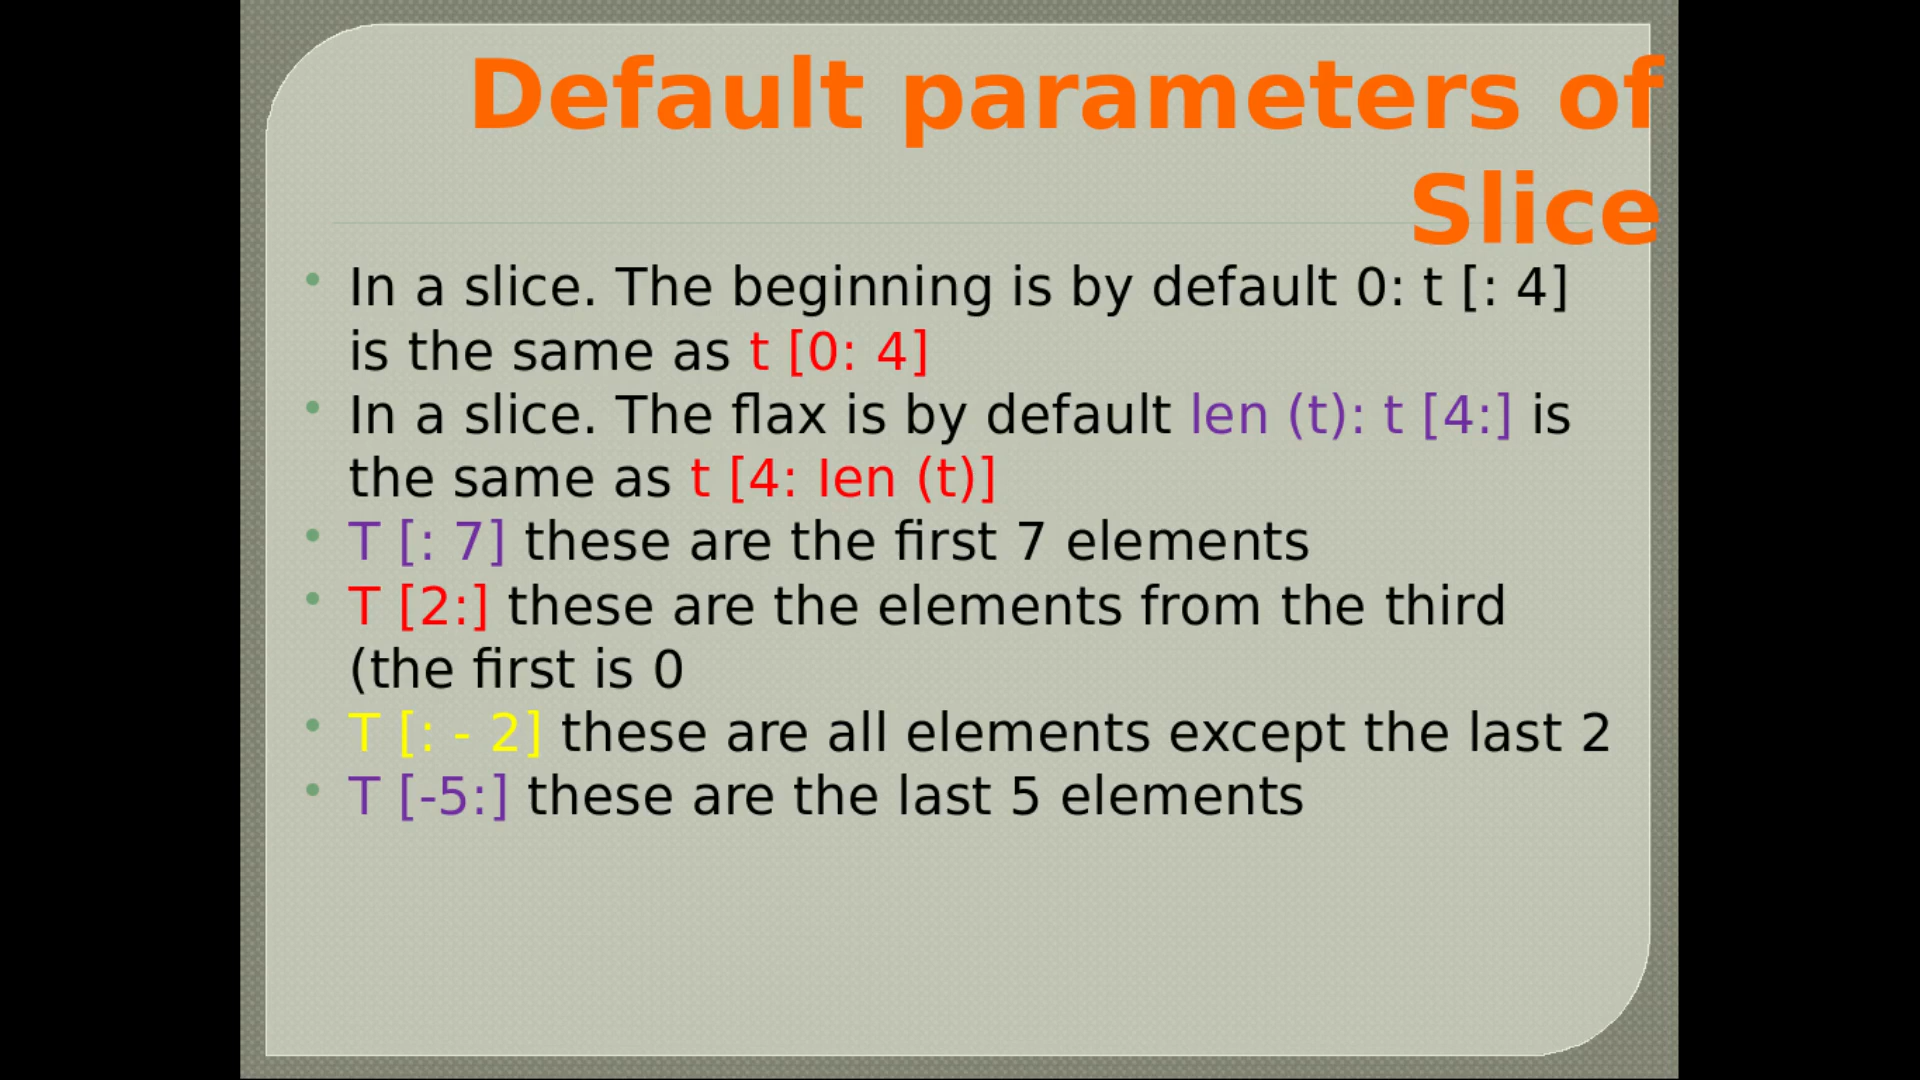 Default parameters of
Slice
• In a slice. The beginning is by default 0: t [: 4]
is the same as t [0: 4]
• In a slice. The flax is by default len (t): t [4:] is
the same as t [4: Ien (t)]
• T [: 7] these are the first 7 elements
• T [2:] these are the elements from the third
(the first is 0
• T [: - 2] these are all elements except the last 2
• T [-5:] these are the last 5 elements